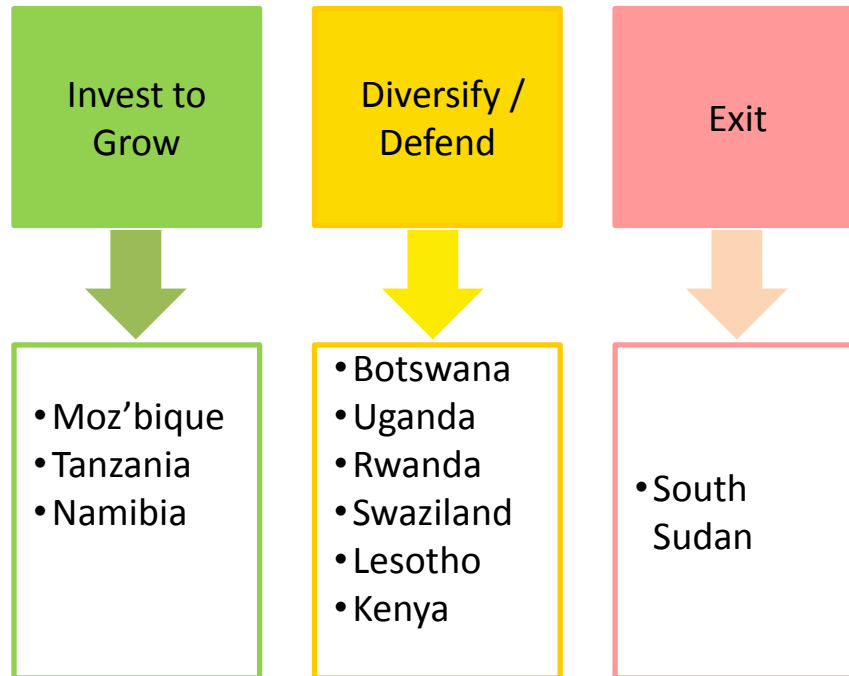 Invest to
Grow
Diversify /
Defend
Exit
•Moz’bique
•Tanzania
•Namibia
•Botswana
•Uganda
•Rwanda
•Swaziland
•Lesotho
•Kenya
•South
Sudan